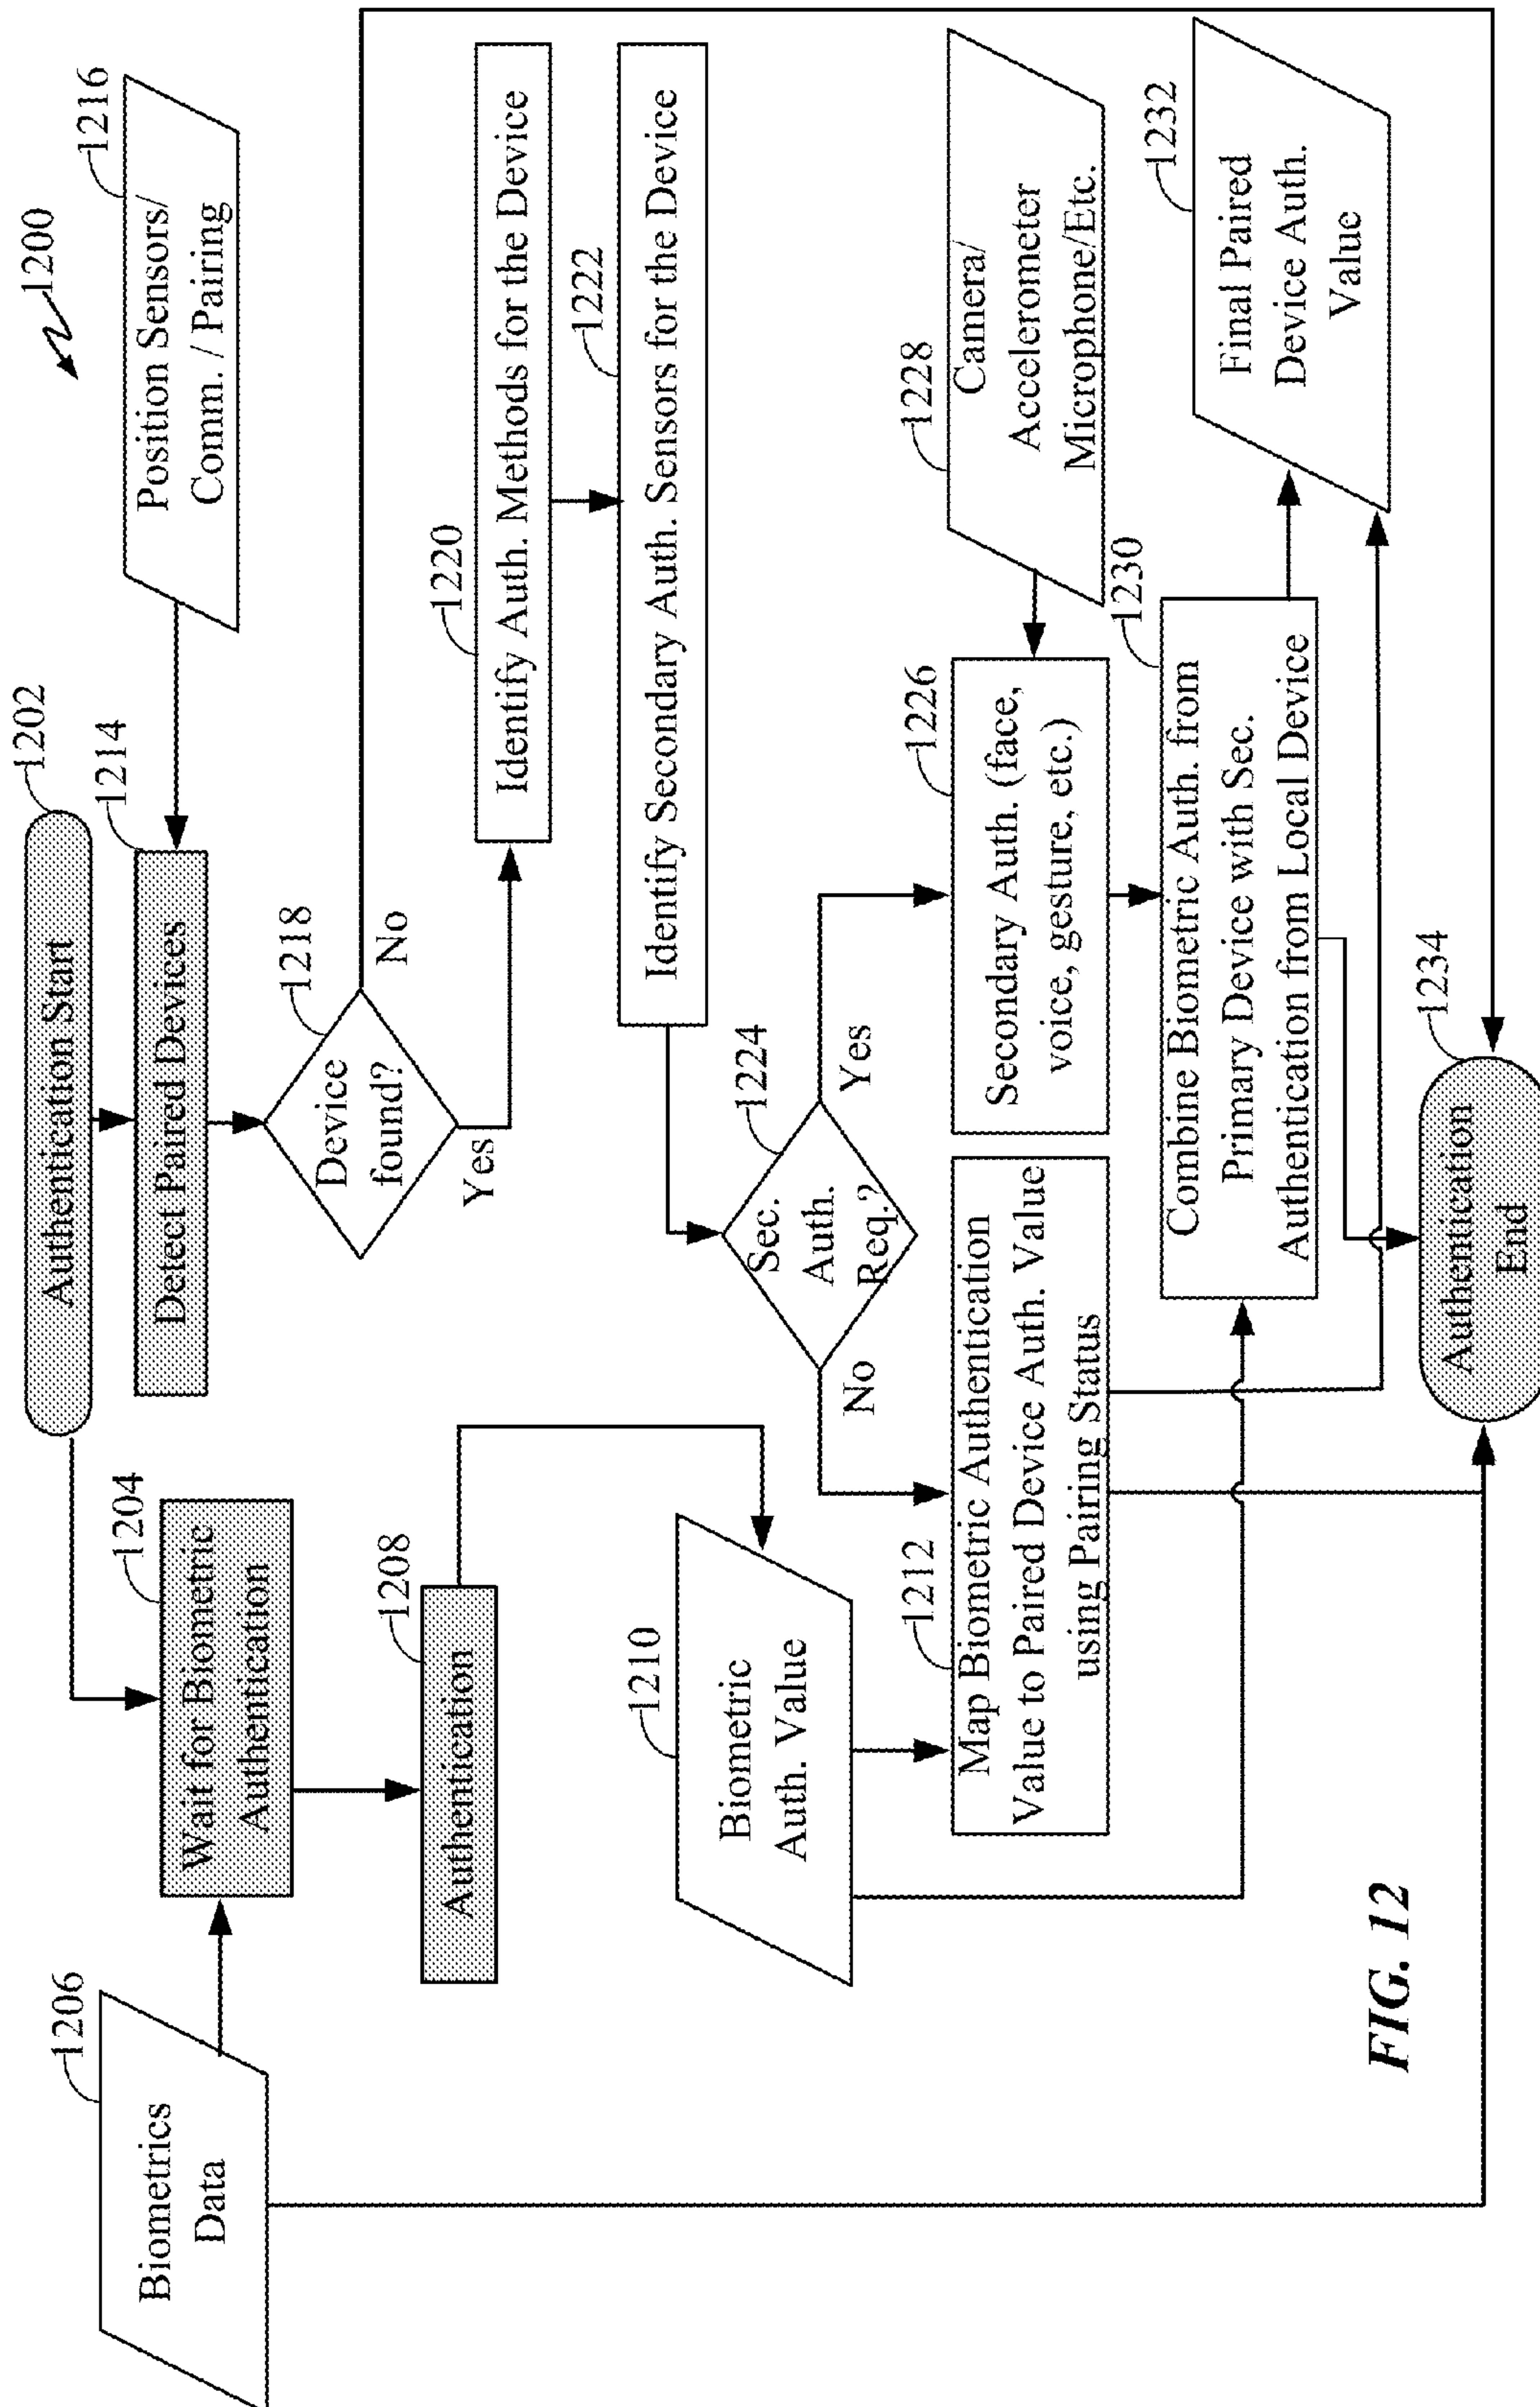 1200
1202
Authentication Start
1204
Wait for Biometric
Authentication
1206
Biometrics
Data
1208
Authentication
1210
Biometric
Auth. Value
1212
Map Biometric Authentication
Value to Paired Device Auth. Value
using Pairing Status
1214
Detect Paired Devices
1216
Position Sensors/
Comm. / Pairing
1218
Device
found?
No
Yes
1220
Identify Auth. Methods for the Device
1222
Identify Secondary Auth. Sensors for the Device
1224
Sec.
Auth.
Req.?
No
Yes
1226
Secondary Auth. (face,
voice, gesture, etc.)
1228
Camera/
Accelerometer
Microphone/Etc.
1230
Combine Biometric Auth. from
Primary Device with Sec.
Authentication from Local Device
1232
Final Paired
Device Auth.
Value
1234
Authentication
End
FIG. 12